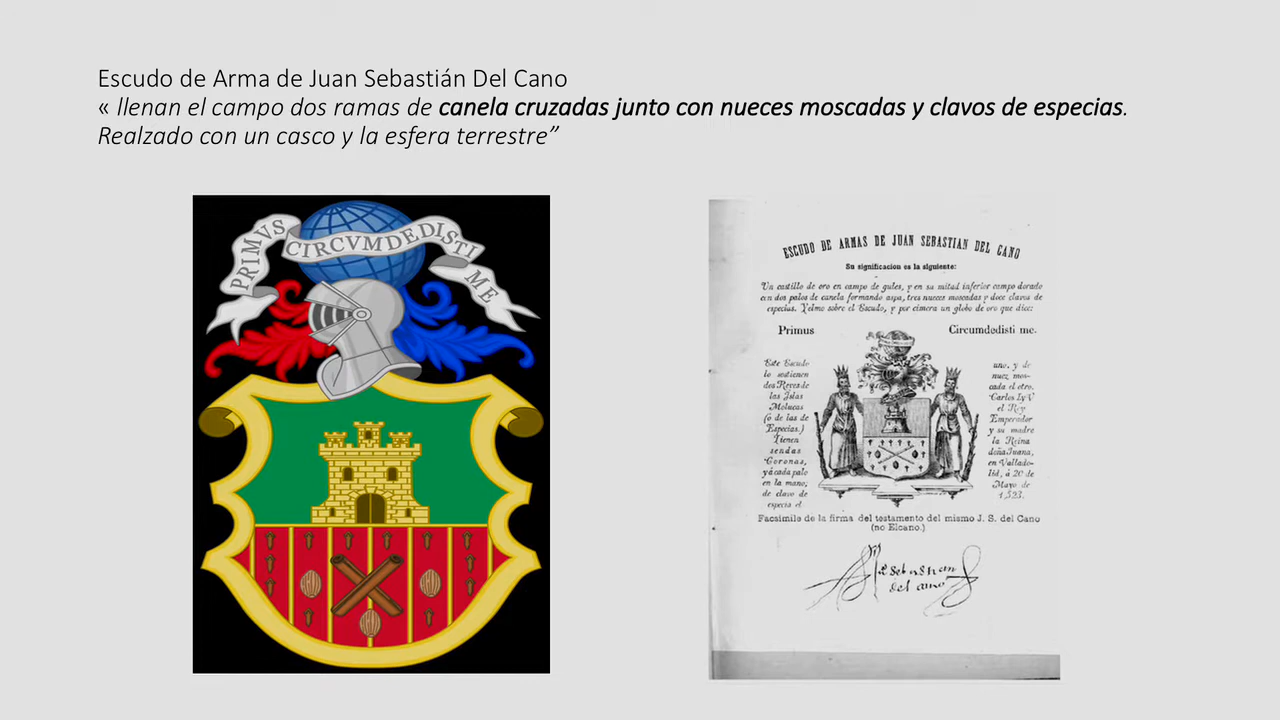 Escudo de Arma de Juan Sebastián Del Cano
« llenan el campo dos ramas de canela cruzadas junto con nueces moscadas y clavos de especias.
Realzado con un casco y la esfera terrestre”
PRIMVS CIRCVMDEDISTI ME
ESCUDO DE ARMAS DE JUAN SEBASTIAN DEL CANO
Su significacion es la siguiente:
Un castillo de oro en campo de gules, y en su mitad inferior campo dorado
con dos palos de canela formando aspa, tres nueces moscadas y doce clavos de
especias. Yelmo sobre el Escudo, y por cimera un globo de oro que dice:
Primus Circumdedisti me.
Este Escudo
lo sostienen
dos Reyes de
las Islas
Molucas
(ó de las de
Especias.)
Tienen
sendas
Coronas,
y á cada palo
en la mano;
de clavo de
especia el
uno, y de
nuez mos-
cada el otro.
Carlos I y V
el Rey
Emperador
y su madre
la Reina
doña Juana,
en Vallado-
lid, á 20 de
Mayo de
1,523.
Facsimile de la firma del testamento del mismo J. S. del Cano
(no Elcano.)
del cano